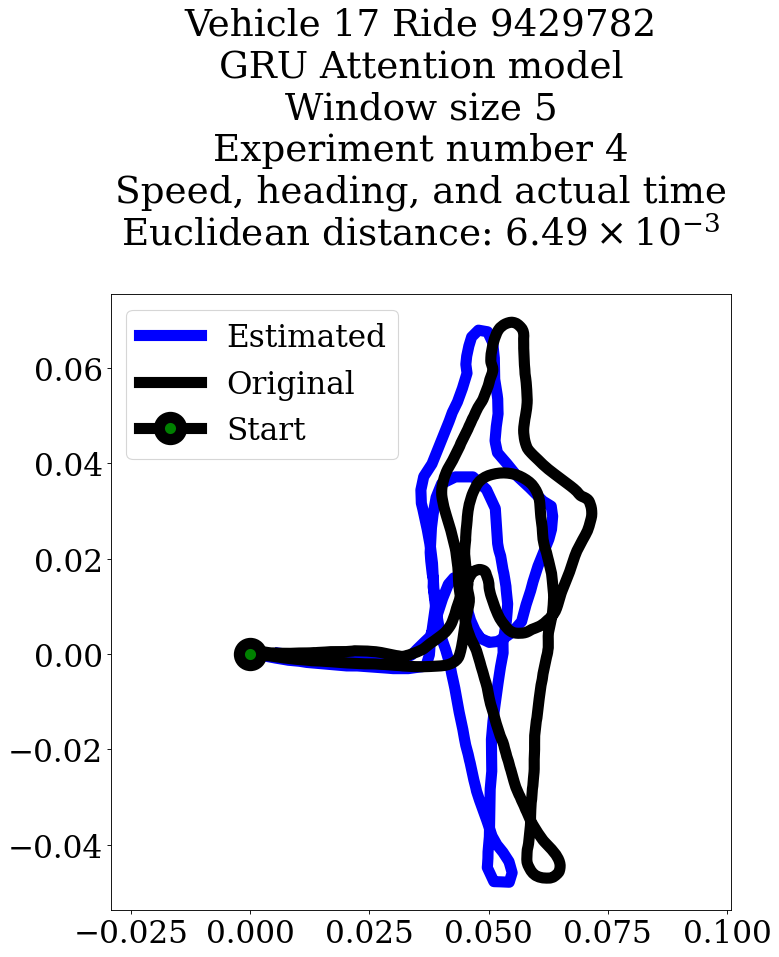 Vehicle 17 Ride 9429782
GRU Attention model
Window size 5
Experiment number 4
Speed, heading, and actual time
Euclidean distance: 6.49 × 10⁻³
Estimated
Original
Start
0.06
0.04
0.02
0.00
−0.02
−0.04
−0.025 0.000 0.025 0.050 0.075 0.100